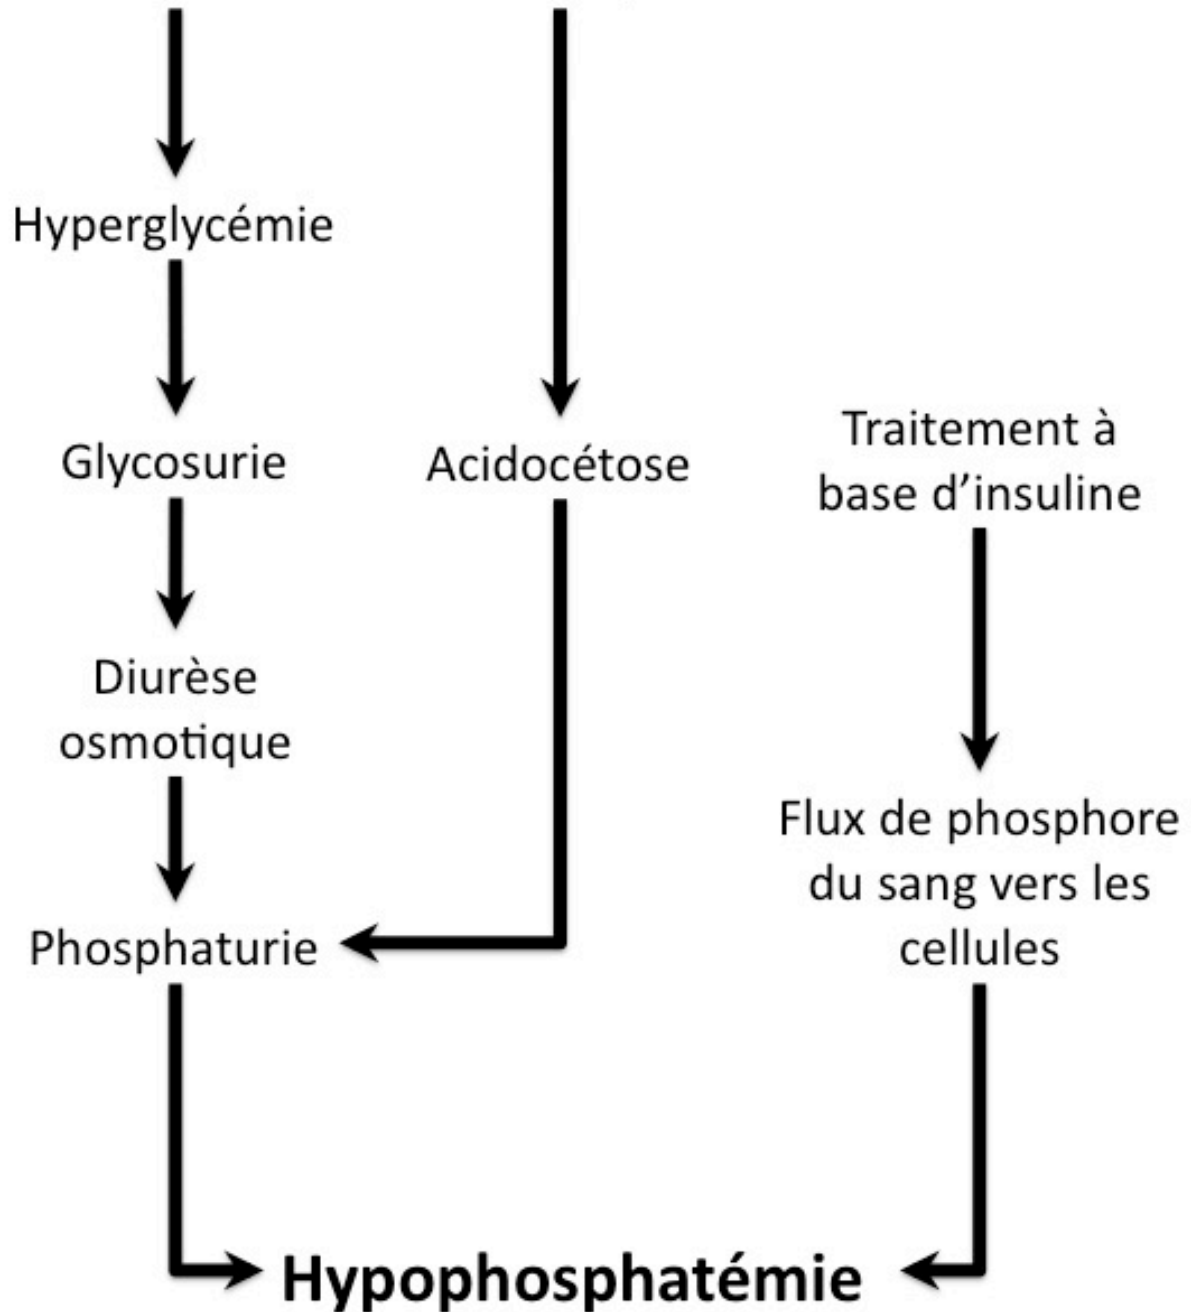 Hyperglycémie
Glycosurie
Acidocétose
Traitement à
base d’insuline
Diurèse
osmotique
Flux de phosphore
du sang vers les
cellules
Phosphaturie
Hypophosphatémie